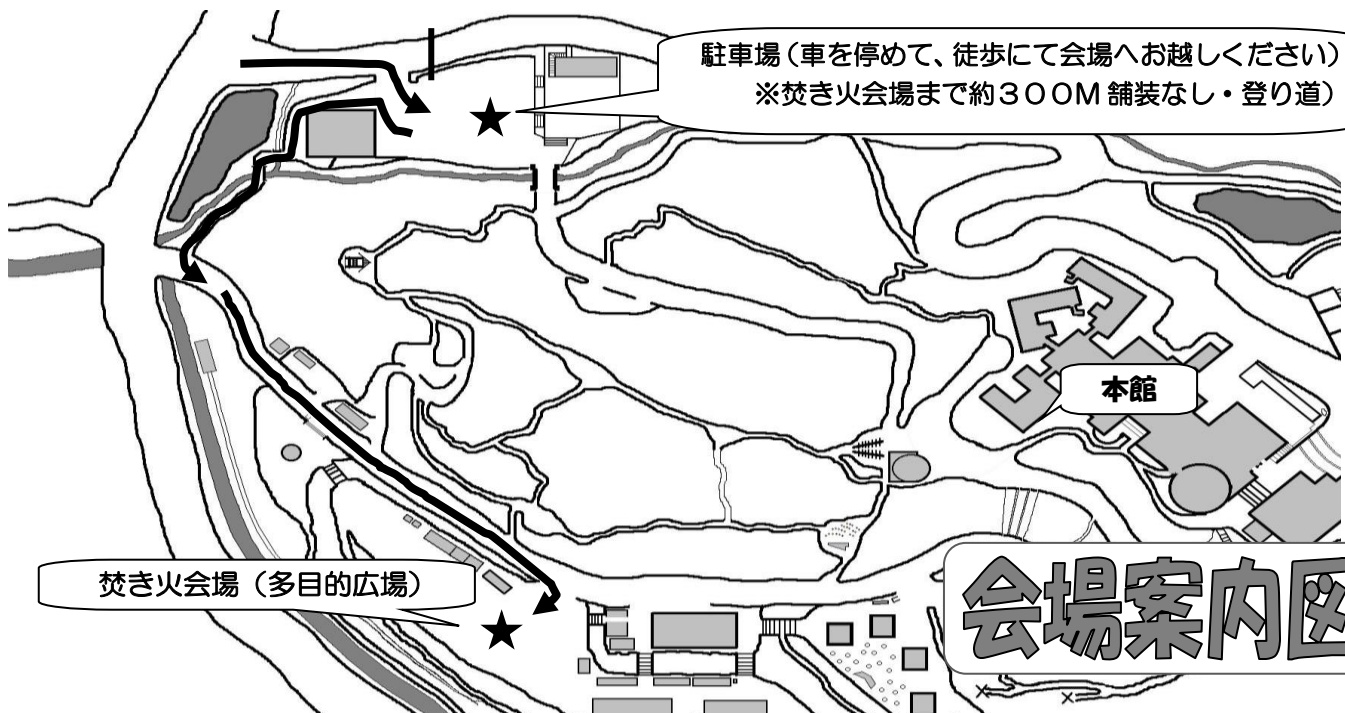 駐車場（車を停めて、徒歩にて会場へお越しください）
※焚き火会場まで約３００M 舗装なし・登り道）
本館
焚き火会場（多目的広場）
会場案内図